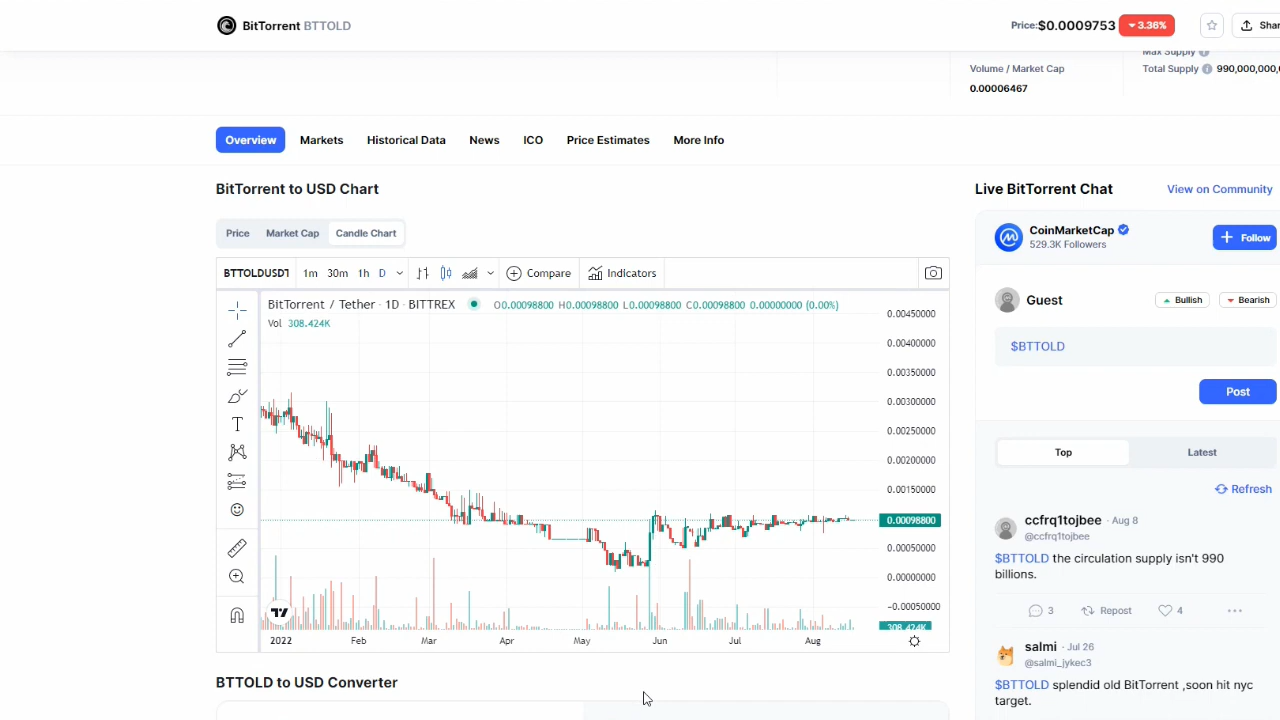 BitTorrent BTTOLD
Price:$0.0009753 3.36%
Shar
Max Supply
Volume / Market Cap
Total Supply 990,000,000,
0.00006467
Overview Markets Historical Data News ICO Price Estimates More Info
BitTorrent to USD Chart
Price Market Cap Candle Chart
BTTOLDUSDT 1m 30m 1h D Compare Indicators
BitTorrent / Tether · 1D · BITTREX O0.00098800 H0.00098800 L0.00098800 C0.00098800 0.00000000 (0.00%)
Vol 308.424K
0.00450000
0.00400000
0.00350000
0.00300000
0.00250000
0.00200000
0.00150000
0.00098800
0.00050000
0.00000000
−0.00050000
308.424K
2022 Feb Mar Apr May Jun Jul Aug
BTTOLD to USD Converter
Live BitTorrent Chat View on Community
CoinMarketCap
529.3K Followers
+ Follow
Guest Bullish Bearish
$BTTOLD
Post
Top Latest
Refresh
ccfrq1tojbee · Aug 8
@ccfrq1tojbee
$BTTOLD the circulation supply isn't 990
billions.
3 Repost 4
salmi · Jul 26
@salmi_jykec3
$BTTOLD splendid old BitTorrent ,soon hit nyc
target.